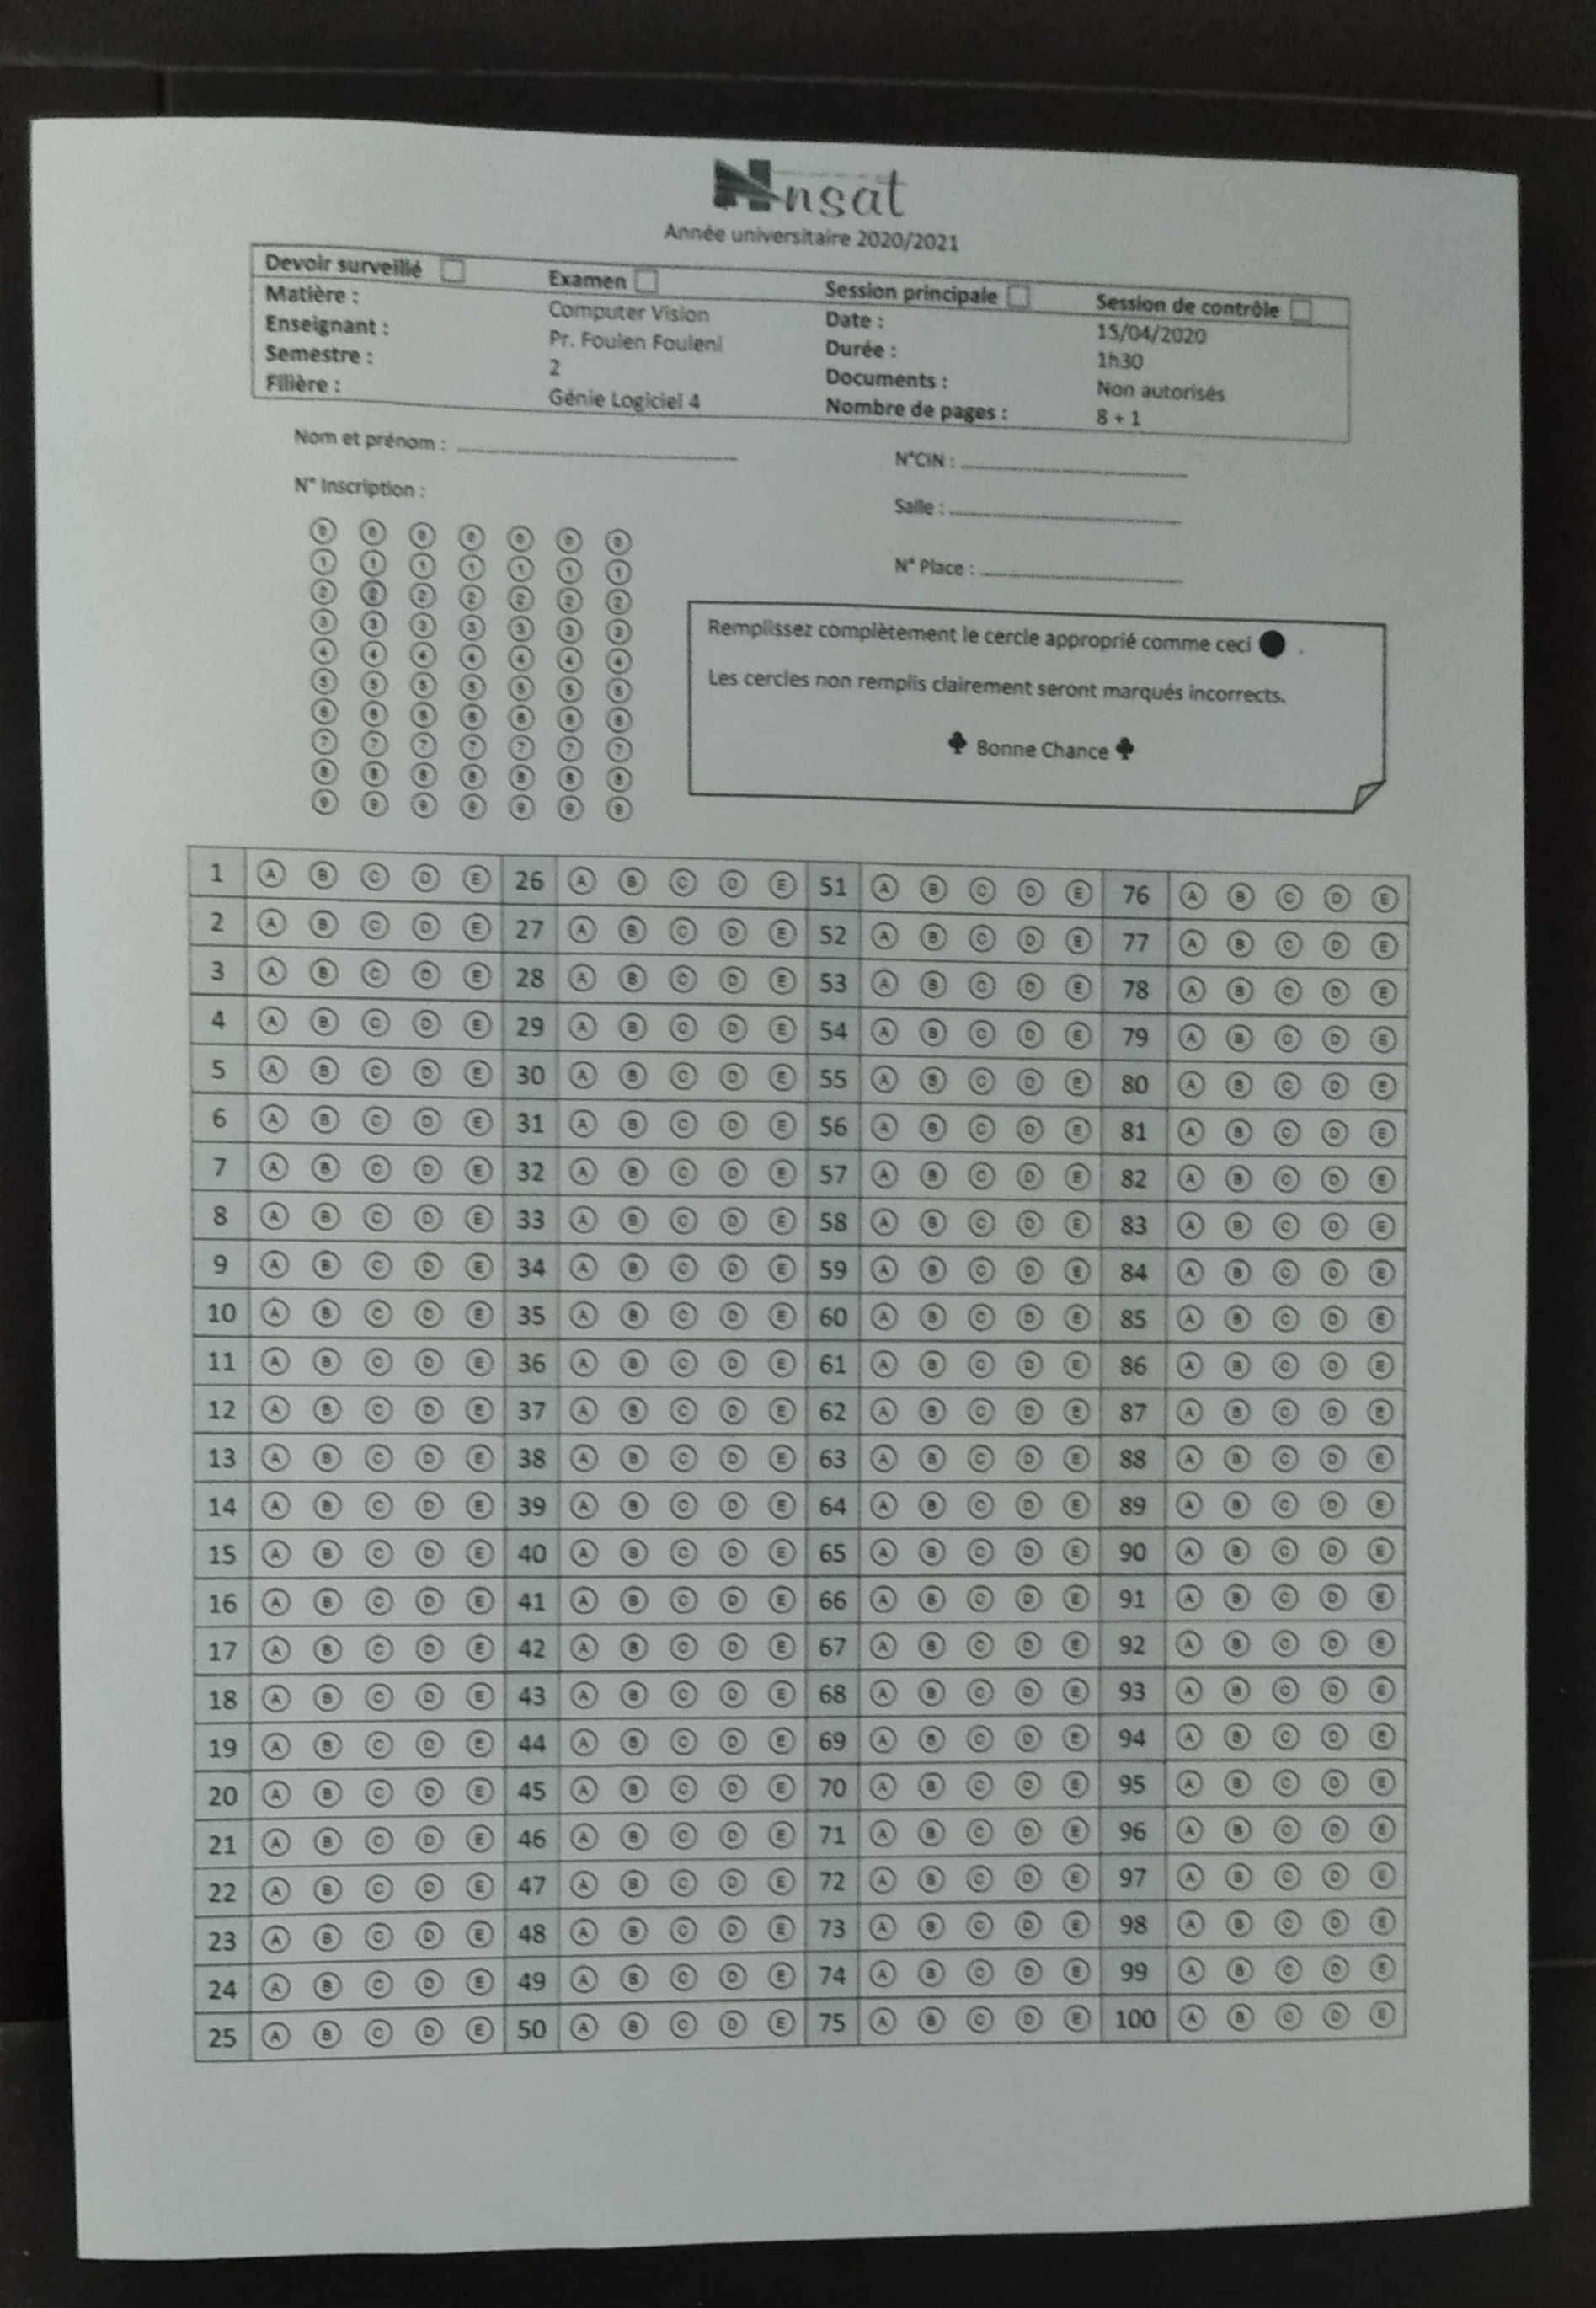 nsat
Année universitaire 2020/2021
Devoir surveillé Examen Session principale Session de contrôle
Matière : Computer Vision Date : 15/04/2020
Enseignant : Pr. Foulen Fouleni Durée : 1h30
Semestre : 2 Documents : Non autorisés
Filière : Génie Logiciel 4 Nombre de pages : 8 + 1
Nom et prénom : N°CIN :
N° Inscription : Salle :
N° Place :
0 0 0 0 0 0 0
1 1 1 1 1 1 1
2 2 2 2 2 2 2
3 3 3 3 3 3 3
4 4 4 4 4 4 4
5 5 5 5 5 5 5
6 6 6 6 6 6 6
7 7 7 7 7 7 7
8 8 8 8 8 8 8
9 9 9 9 9 9 9
Remplissez complètement le cercle approprié comme ceci .
Les cercles non remplis clairement seront marqués incorrects.
Bonne Chance
1 A B C D E 26 A B C D E 51 A B C D E 76 A B C D E
2 A B C D E 27 A B C D E 52 A B C D E 77 A B C D E
3 A B C D E 28 A B C D E 53 A B C D E 78 A B C D E
4 A B C D E 29 A B C D E 54 A B C D E 79 A B C D E
5 A B C D E 30 A B C D E 55 A B C D E 80 A B C D E
6 A B C D E 31 A B C D E 56 A B C D E 81 A B C D E
7 A B C D E 32 A B C D E 57 A B C D E 82 A B C D E
8 A B C D E 33 A B C D E 58 A B C D E 83 A B C D E
9 A B C D E 34 A B C D E 59 A B C D E 84 A B C D E
10 A B C D E 35 A B C D E 60 A B C D E 85 A B C D E
11 A B C D E 36 A B C D E 61 A B C D E 86 A B C D E
12 A B C D E 37 A B C D E 62 A B C D E 87 A B C D E
13 A B C D E 38 A B C D E 63 A B C D E 88 A B C D E
14 A B C D E 39 A B C D E 64 A B C D E 89 A B C D E
15 A B C D E 40 A B C D E 65 A B C D E 90 A B C D E
16 A B C D E 41 A B C D E 66 A B C D E 91 A B C D E
17 A B C D E 42 A B C D E 67 A B C D E 92 A B C D E
18 A B C D E 43 A B C D E 68 A B C D E 93 A B C D E
19 A B C D E 44 A B C D E 69 A B C D E 94 A B C D E
20 A B C D E 45 A B C D E 70 A B C D E 95 A B C D E
21 A B C D E 46 A B C D E 71 A B C D E 96 A B C D E
22 A B C D E 47 A B C D E 72 A B C D E 97 A B C D E
23 A B C D E 48 A B C D E 73 A B C D E 98 A B C D E
24 A B C D E 49 A B C D E 74 A B C D E 99 A B C D E
25 A B C D E 50 A B C D E 75 A B C D E 100 A B C D E